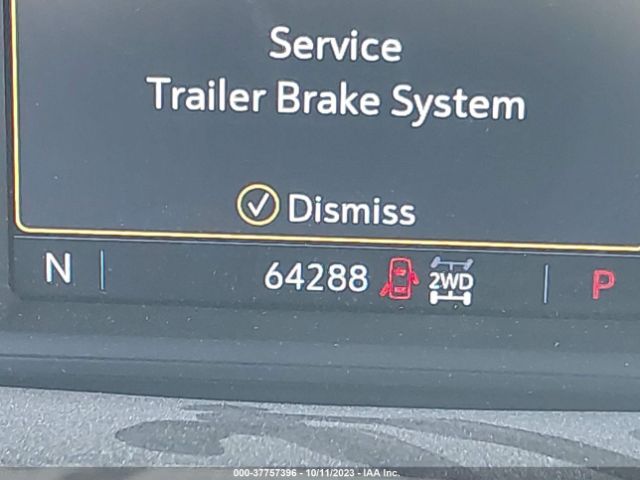 Service
Trailer Brake System
Dismiss
N 64288 2WD P
000-37757396 - 10/11/2023 - IAA Inc.